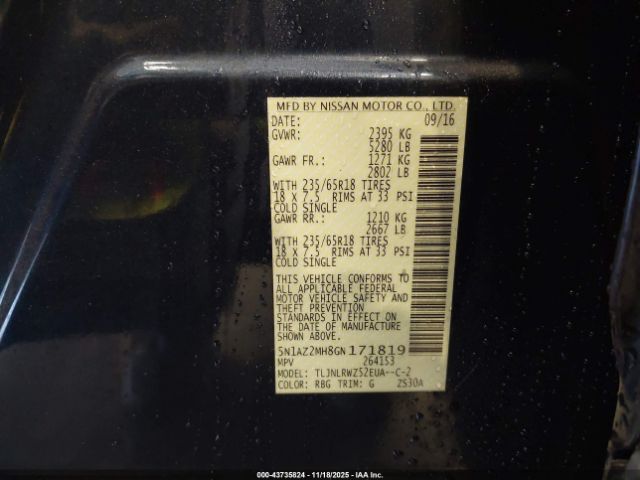 MFD BY NISSAN MOTOR CO., LTD.
DATE: 09/16
GVWR: 2395 KG
5280 LB
GAWR FR.: 1271 KG
2802 LB
WITH 235/65R18 TIRES
18 X 7.5 RIMS AT 33 PSI
COLD SINGLE
GAWR RR.: 1210 KG
2667 LB
WITH 235/65R18 TIRES
18 X 7.5 RIMS AT 33 PSI
COLD SINGLE
THIS VEHICLE CONFORMS TO
ALL APPLICABLE FEDERAL
MOTOR VEHICLE SAFETY AND
THEFT PREVENTION
STANDARDS IN EFFECT ON
THE DATE OF MANUFACTURE
SHOWN ABOVE.
5N1AZ2MH8GN171819
MPV 264153
MODEL: TLJNLRWZ52EUA--C-2
COLOR: RBG TRIM: G ZS30A
000-43735824 - 11/18/2025 - IAA Inc.